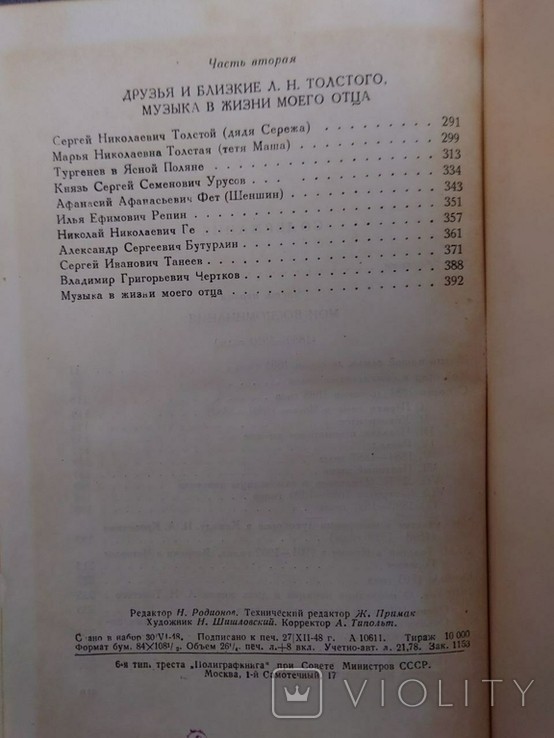 Часть вторая
ДРУЗЬЯ И БЛИЗКИЕ Л. Н. ТОЛСТОГО.
МУЗЫКА В ЖИЗНИ МОЕГО ОТЦА
Сергей Николаевич Толстой (дядя Сережа) 291
Марья Николаевна Толстая (тетя Маша) 299
Тургенев в Ясной Поляне 313
Князь Сергей Семенович Урусов 334
Афанасий Афанасьевич Фет (Шеншин) 343
Илья Ефимович Репин 351
Николай Николаевич Ге 357
Александр Сергеевич Бутурлин 361
Сергей Иванович Танеев 371
Владимир Григорьевич Чертков 388
Музыка в жизни моего отца 392
Редактор Н. Родионов. Технический редактор Ж. Примак
Художник Н. Шишловский. Корректор А. Типольт.
Сдано в набор 30/VI-48. Подписано к печ. 27/XII-48 г. А 10611. Тираж 10 000
Формат бум. 84×108¹/₃. Объем 26¹/₄ печ. л.+8 вкл. Учетно-авт. л. 21,78. Зак. 1153
6-я тип. треста „Полиграфкнига" при Совете Министров СССР.
Москва, 1-й Самотечный 17
VIOLITY